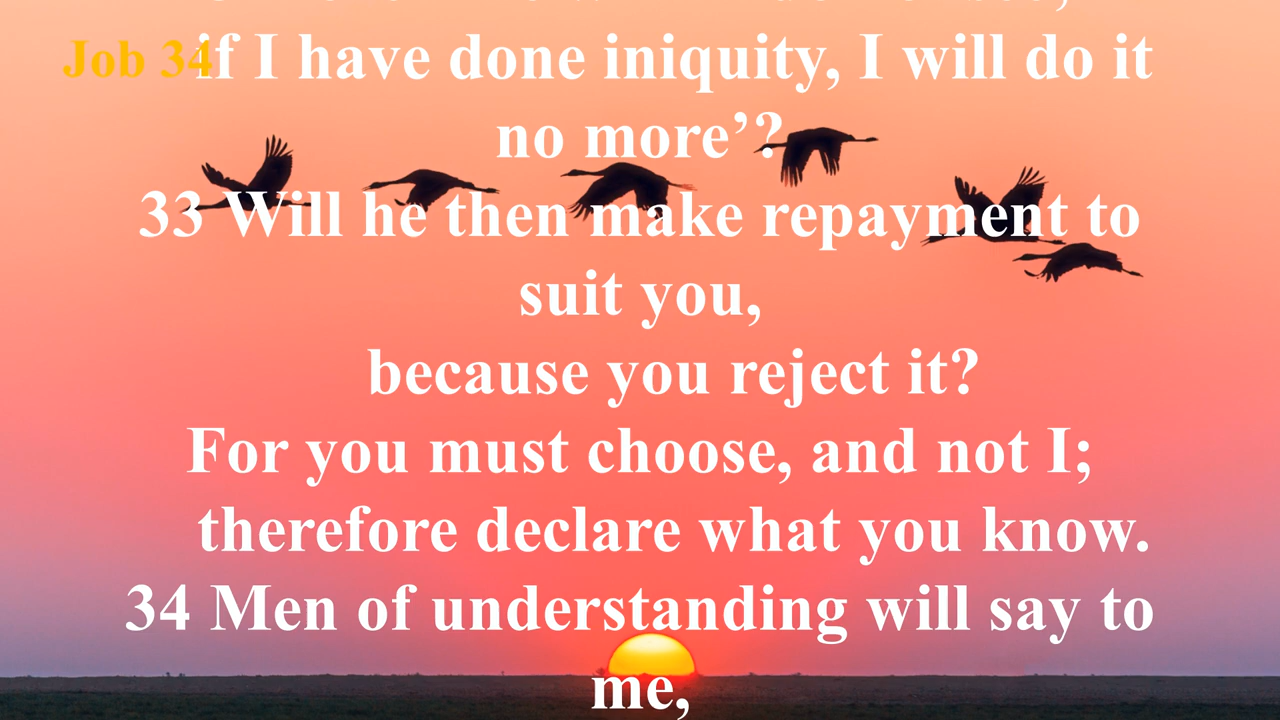 Job 34
if I have done iniquity, I will do it
no more’?
33 Will he then make repayment to
suit you,
because you reject it?
For you must choose, and not I;
therefore declare what you know.
34 Men of understanding will say to
me,